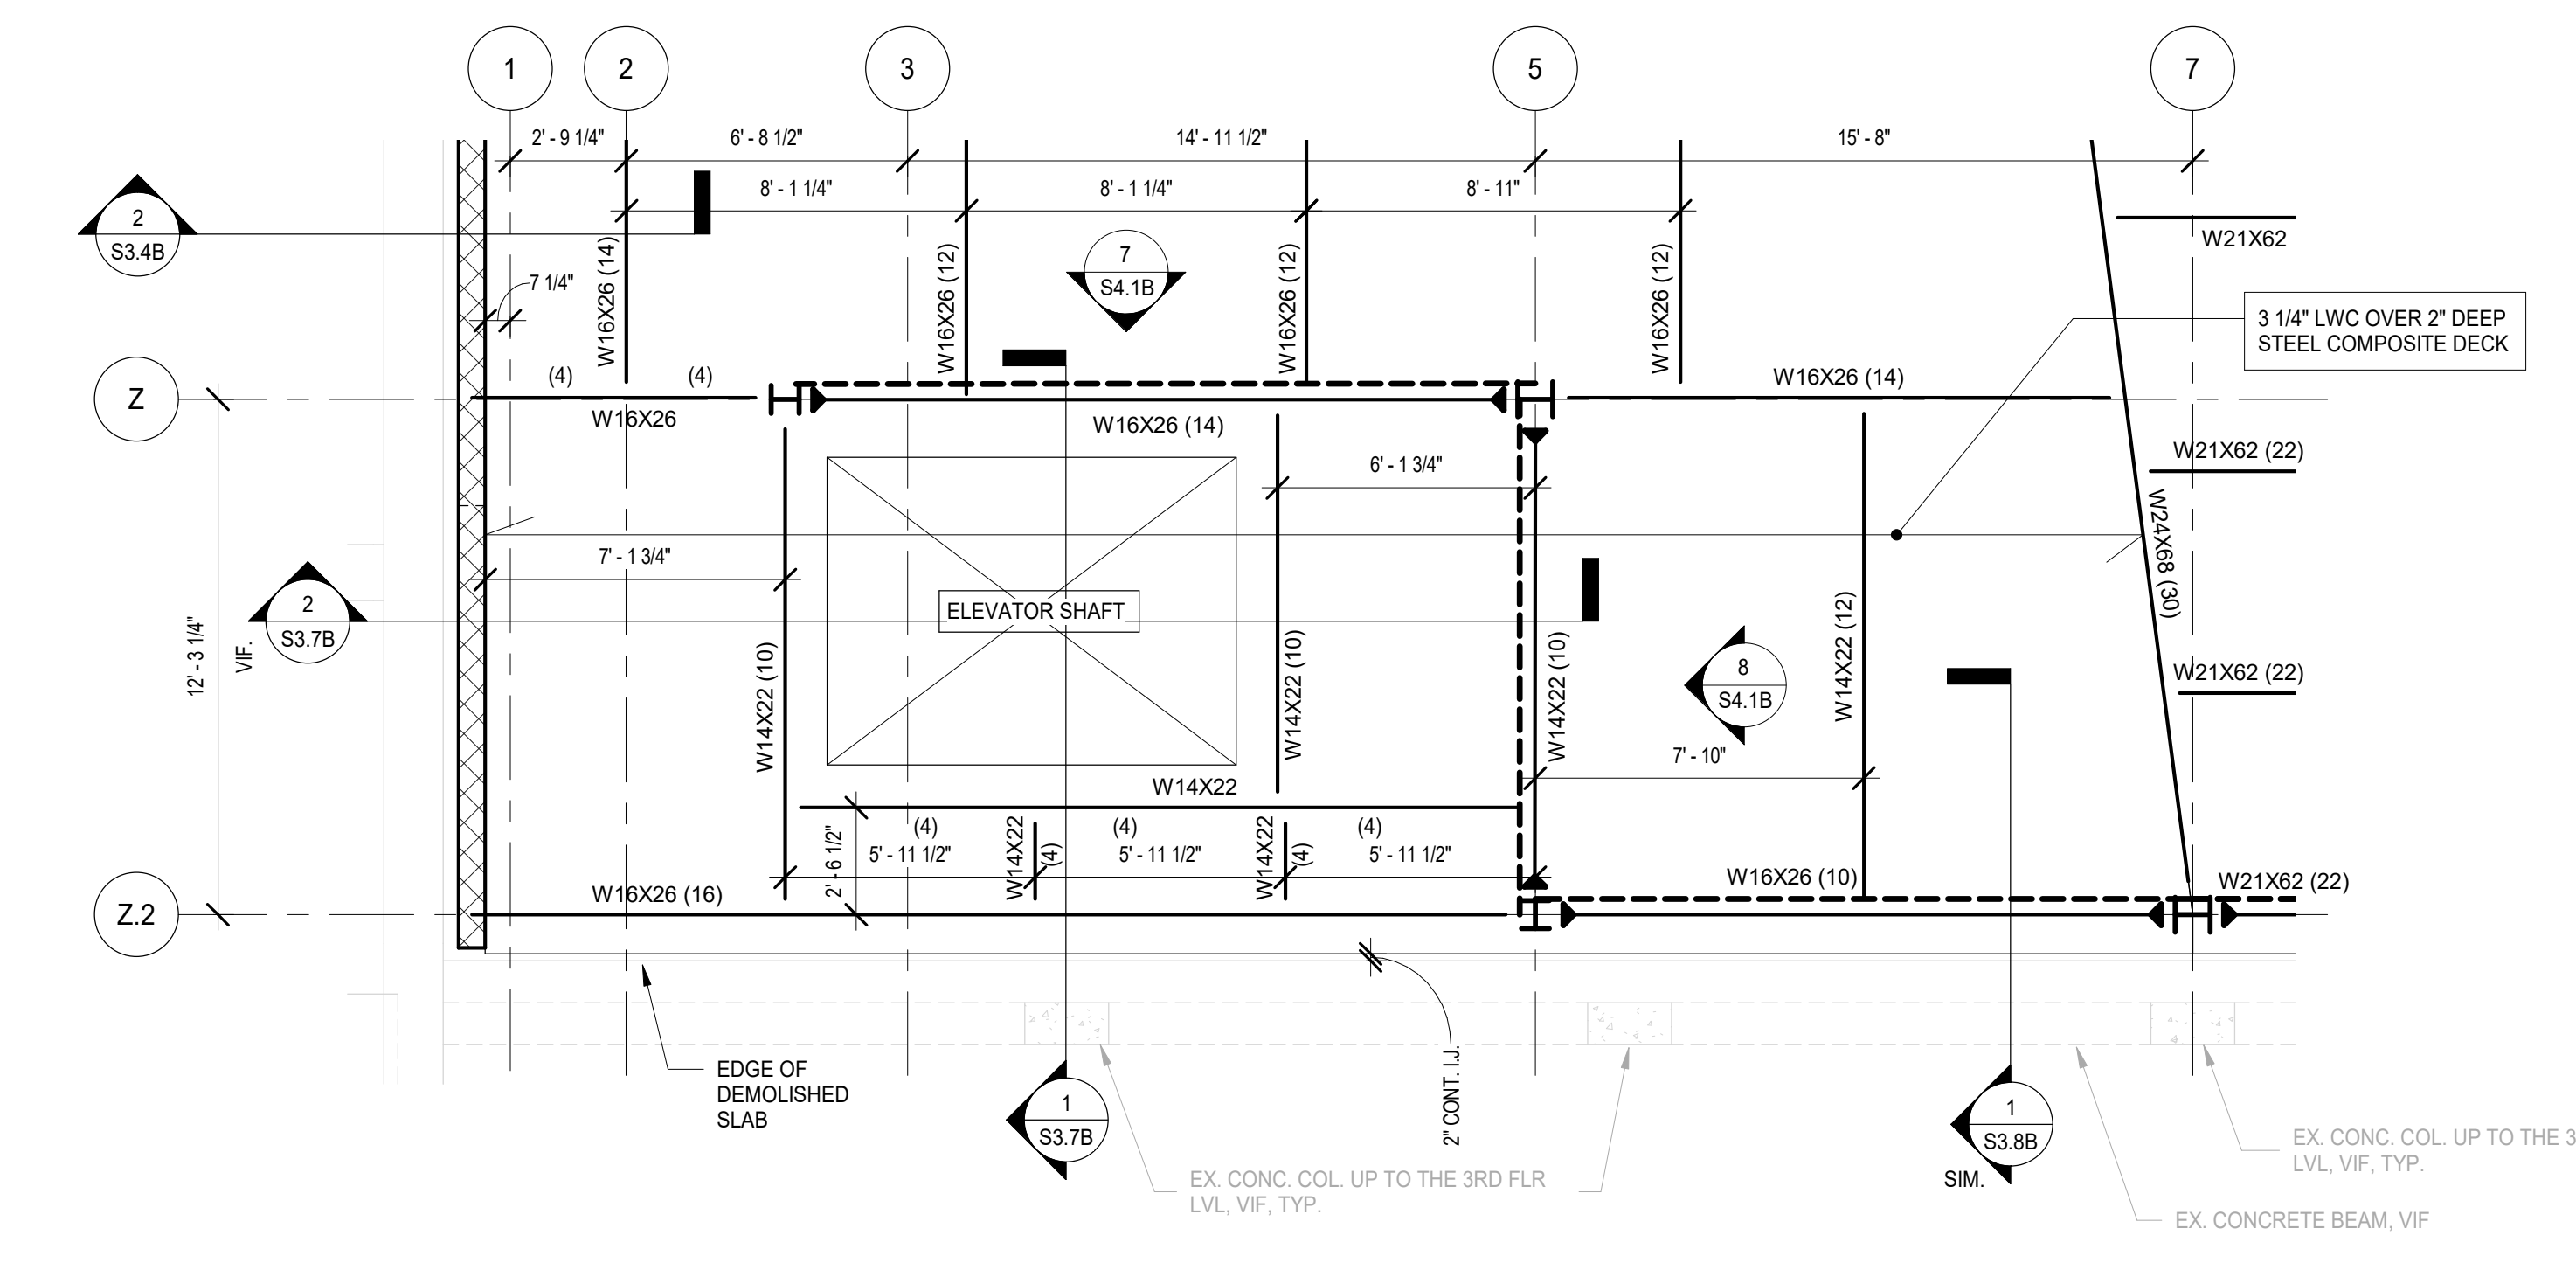 1
2
3
5
7
2' - 9 1/4"
6' - 8 1/2"
14' - 11 1/2"
15' - 8"
8' - 1 1/4"
8' - 1 1/4"
8' - 11"
2
S3.4B
7 1/4"
W16X26 (14)
W16X26 (12)
7
S4.1B
W16X26 (12)
W16X26 (12)
W21X62
3 1/4" LWC OVER 2" DEEP
STEEL COMPOSITE DECK
Z
(4)
(4)
W16X26
W16X26 (14)
W16X26 (14)
W21X62 (22)
6' - 1 3/4"
W24X68 (30)
7' - 1 3/4"
2
S3.7B
12' - 3 1/4"
VIF.
ELEVATOR SHAFT
W14X22 (10)
W14X22 (10)
W14X22 (10)
W14X22 (12)
8
S4.1B
W21X62 (22)
7' - 10"
W14X22
2' - 6 1/2"
(4)
(4)
(4)
5' - 11 1/2"
W14X22
(4)
5' - 11 1/2"
W14X22
(4)
5' - 11 1/2"
W16X26 (16)
W16X26 (10)
W21X62 (22)
Z.2
EDGE OF
DEMOLISHED
SLAB
1
S3.7B
2" CONT. I.J.
1
S3.8B
SIM.
EX. CONC. COL. UP TO THE 3RD FLR
LVL, VIF, TYP.
EX. CONC. COL. UP TO THE 3
LVL, VIF, TYP.
EX. CONCRETE BEAM, VIF